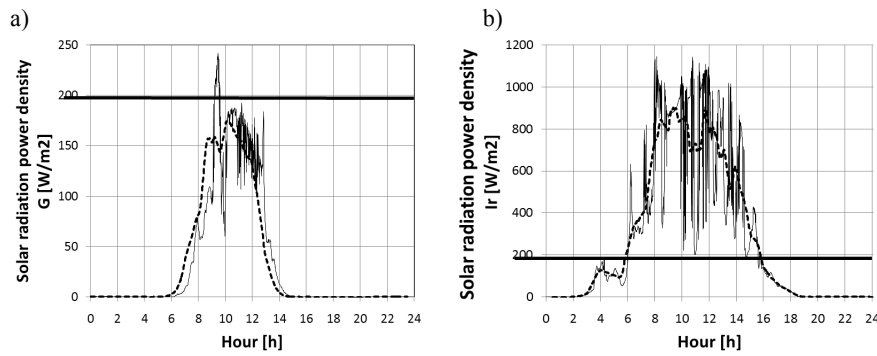 a)
Solar radiation power density
G [W/m2]
250
200
150
100
50
0
0 2 4 6 8 10 12 14 16 18 20 22 24
Hour [h]
b)
Solar radiation power density
Ir [W/m2]
1200
1000
800
600
400
200
0
0 2 4 6 8 10 12 14 16 18 20 22 24
Hour [h]